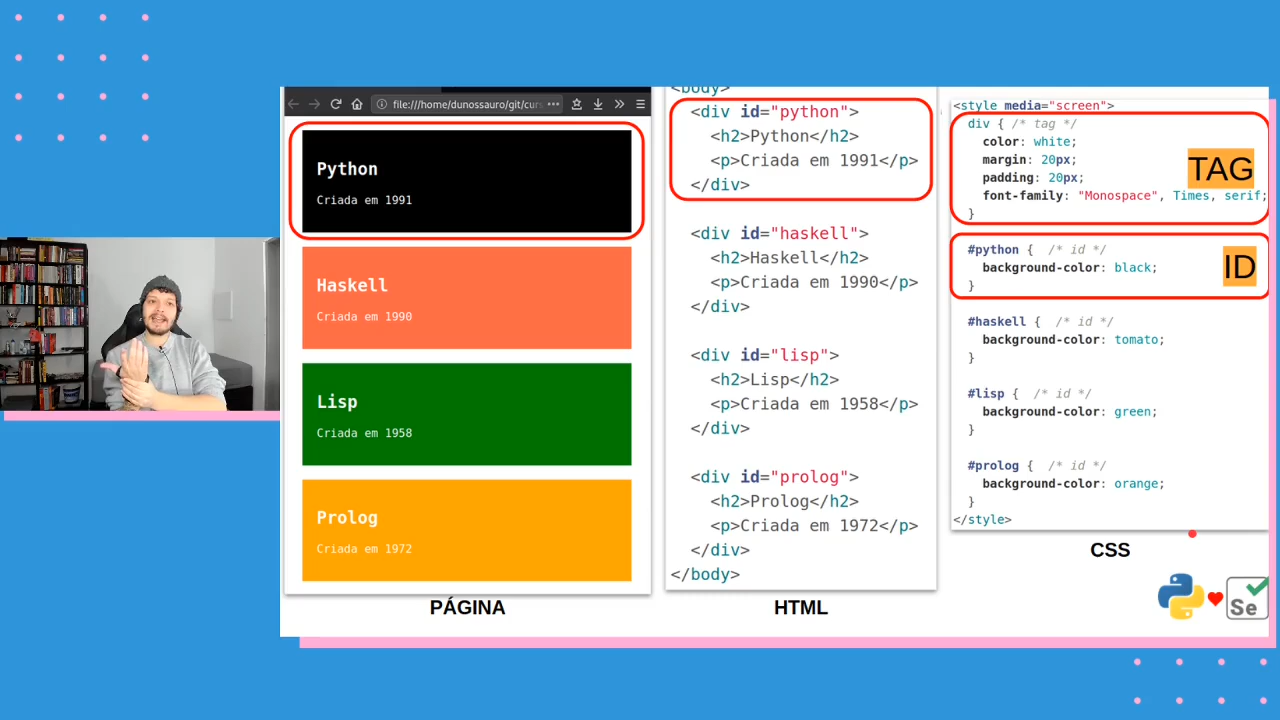 file:///home/dunossauro/git/curs
Python
Criada em 1991
Haskell
Criada em 1990
Lisp
Criada em 1958
Prolog
Criada em 1972
PÁGINA
<body>
<div id="python">
<h2>Python</h2>
<p>Criada em 1991</p>
</div>
<div id="haskell">
<h2>Haskell</h2>
<p>Criada em 1990</p>
</div>
<div id="lisp">
<h2>Lisp</h2>
<p>Criada em 1958</p>
</div>
<div id="prolog">
<h2>Prolog</h2>
<p>Criada em 1972</p>
</div>
</body>
HTML
<style media="screen">
div { /* tag */
color: white;
margin: 20px;
padding: 20px;
font-family: "Monospace", Times, serif;
}
TAG
#python { /* id */
background-color: black;
}
ID
#haskell { /* id */
background-color: tomato;
}
#lisp { /* id */
background-color: green;
}
#prolog { /* id */
background-color: orange;
}
</style>
CSS
Se